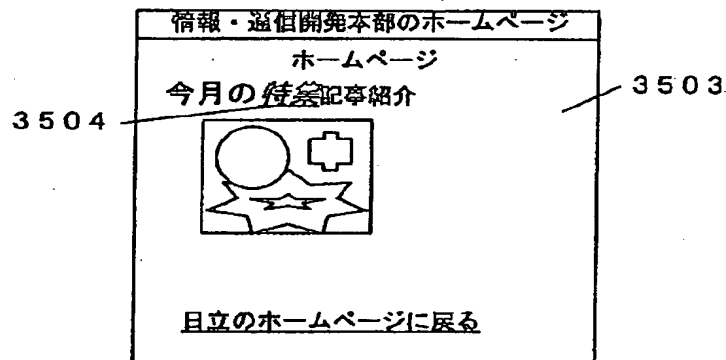 情報・通信開発本部のホームページ
ホームページ
今月の特集記事紹介
3503
3504
日立のホームページに戻る